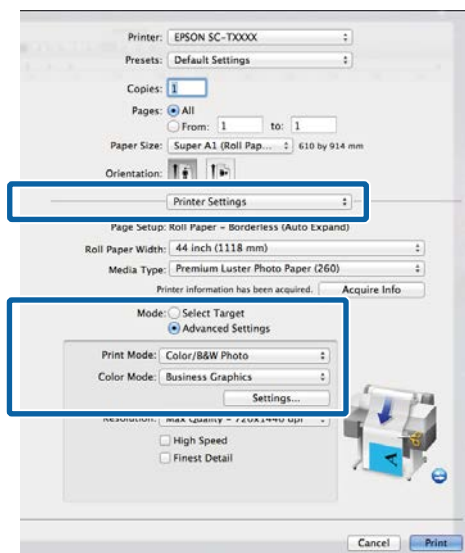 Printer: EPSON SC-TXXXX
Presets: Default Settings
Copies: 1
Pages: All
From: 1 to: 1
Paper Size: Super A1 (Roll Pap... 610 by 914 mm
Orientation:
Printer Settings
Page Setup: Roll Paper - Borderless (Auto Expand)
Roll Paper Width: 44 inch (1118 mm)
Media Type: Premium Luster Photo Paper (260)
Printer information has been acquired. Acquire Info
Mode: Select Target
Advanced Settings
Print Mode: Color/B&W Photo
Color Mode: Business Graphics
Settings...
Resolution: Max Quality - 720x1440 dpi
High Speed
Finest Detail
A
Cancel Print